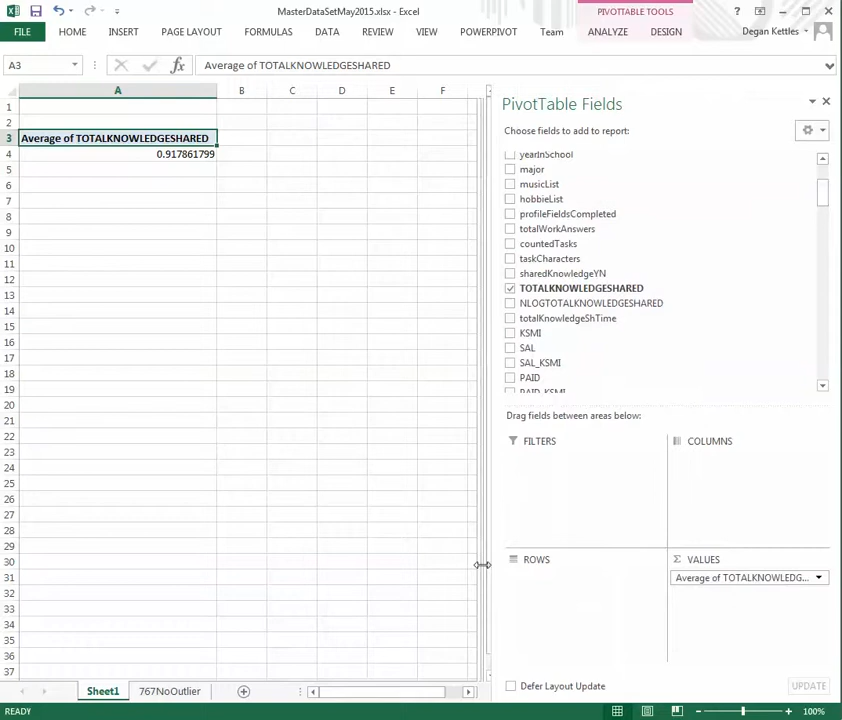 MasterDataSetMay2015.xlsx - Excel
PIVOTTABLE TOOLS
?
FILE HOME INSERT PAGE LAYOUT FORMULAS DATA REVIEW VIEW POWERPIVOT Team ANALYZE DESIGN Degan Kettles
A3 fx Average of TOTALKNOWLEDGESHARED
A B C D E F
1
2
3 Average of TOTALKNOWLEDGESHARED
4 0.917861799
5
6
7
8
9
10
11
12
13
14
15
16
17
18
19
20
21
22
23
24
25
26
27
28
29
30
31
32
33
34
35
36
37
PivotTable Fields
Choose fields to add to report:
yearInSchool
major
musicList
hobbieList
profileFieldsCompleted
totalWorkAnswers
countedTasks
taskCharacters
sharedKnowledgeYN
TOTALKNOWLEDGESHARED
NLOGTOTALKNOWLEDGESHARED
totalKnowledgeShTime
KSMI
SAL
SAL_KSMI
PAID
PAID_KSMI
Drag fields between areas below:
FILTERS
COLUMNS
ROWS
Σ VALUES
Average of TOTALKNOWLEDG...
Defer Layout Update
UPDATE
Sheet1 767NoOutlier
READY
100%